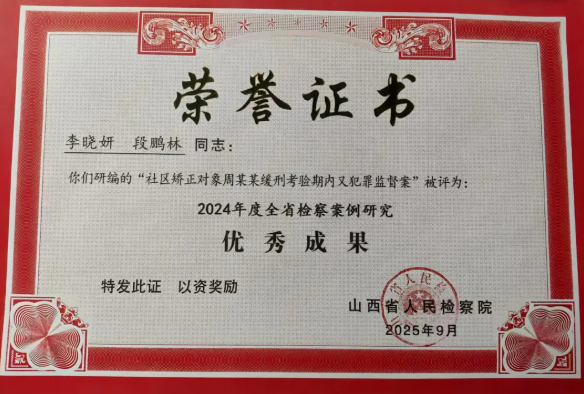 荣誉证书
李晓妍 段鹏林 同志：
你们研编的“社区矫正对象周某某缓刑考验期内又犯罪监督案”被评为：
2024年度全省检察案例研究
优秀成果
特发此证 以资奖励
山西省人民检察院
2025年9月